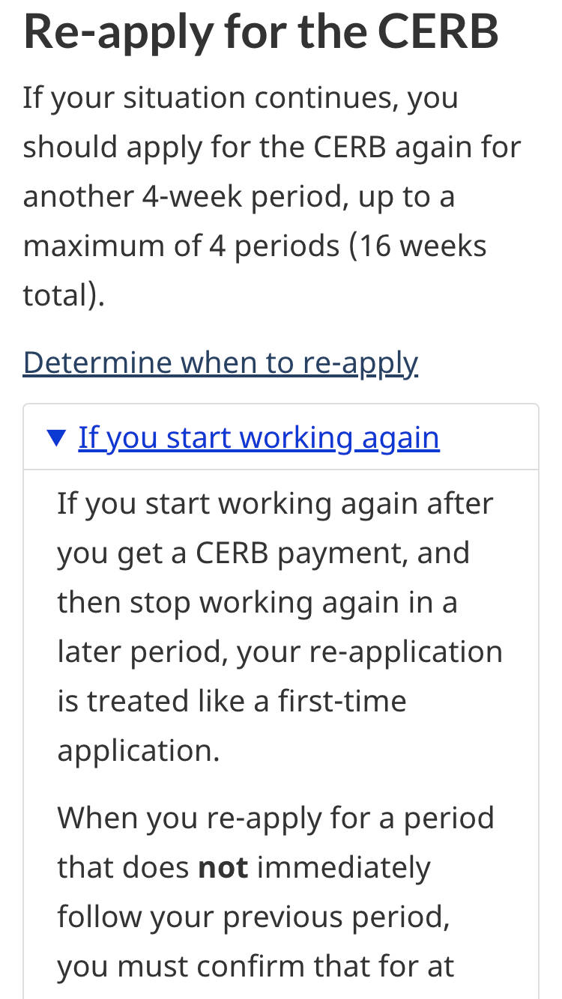 Re-apply for the CERB
If your situation continues, you
should apply for the CERB again for
another 4-week period, up to a
maximum of 4 periods (16 weeks
total).
Determine when to re-apply
▼ If you start working again
If you start working again after
you get a CERB payment, and
then stop working again in a
later period, your re-application
is treated like a first-time
application.
When you re-apply for a period
that does not immediately
follow your previous period,
you must confirm that for at